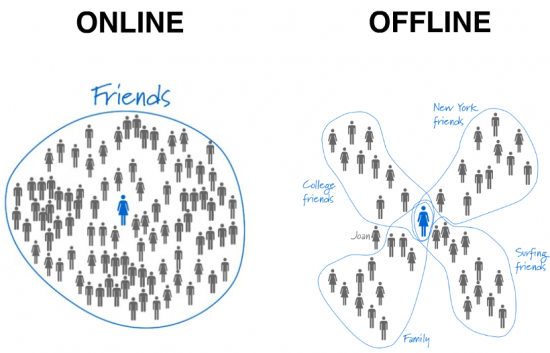 ONLINE
OFFLINE
Friends
New York
friends
College
friends
Joan
Surfing
friends
Family